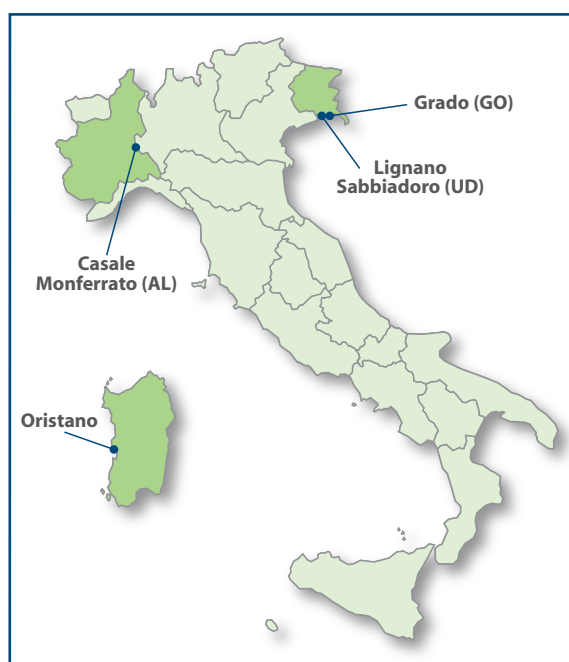 Grado (GO)
Lignano
Sabbiadoro (UD)
Casale
Monferrato (AL)
Oristano